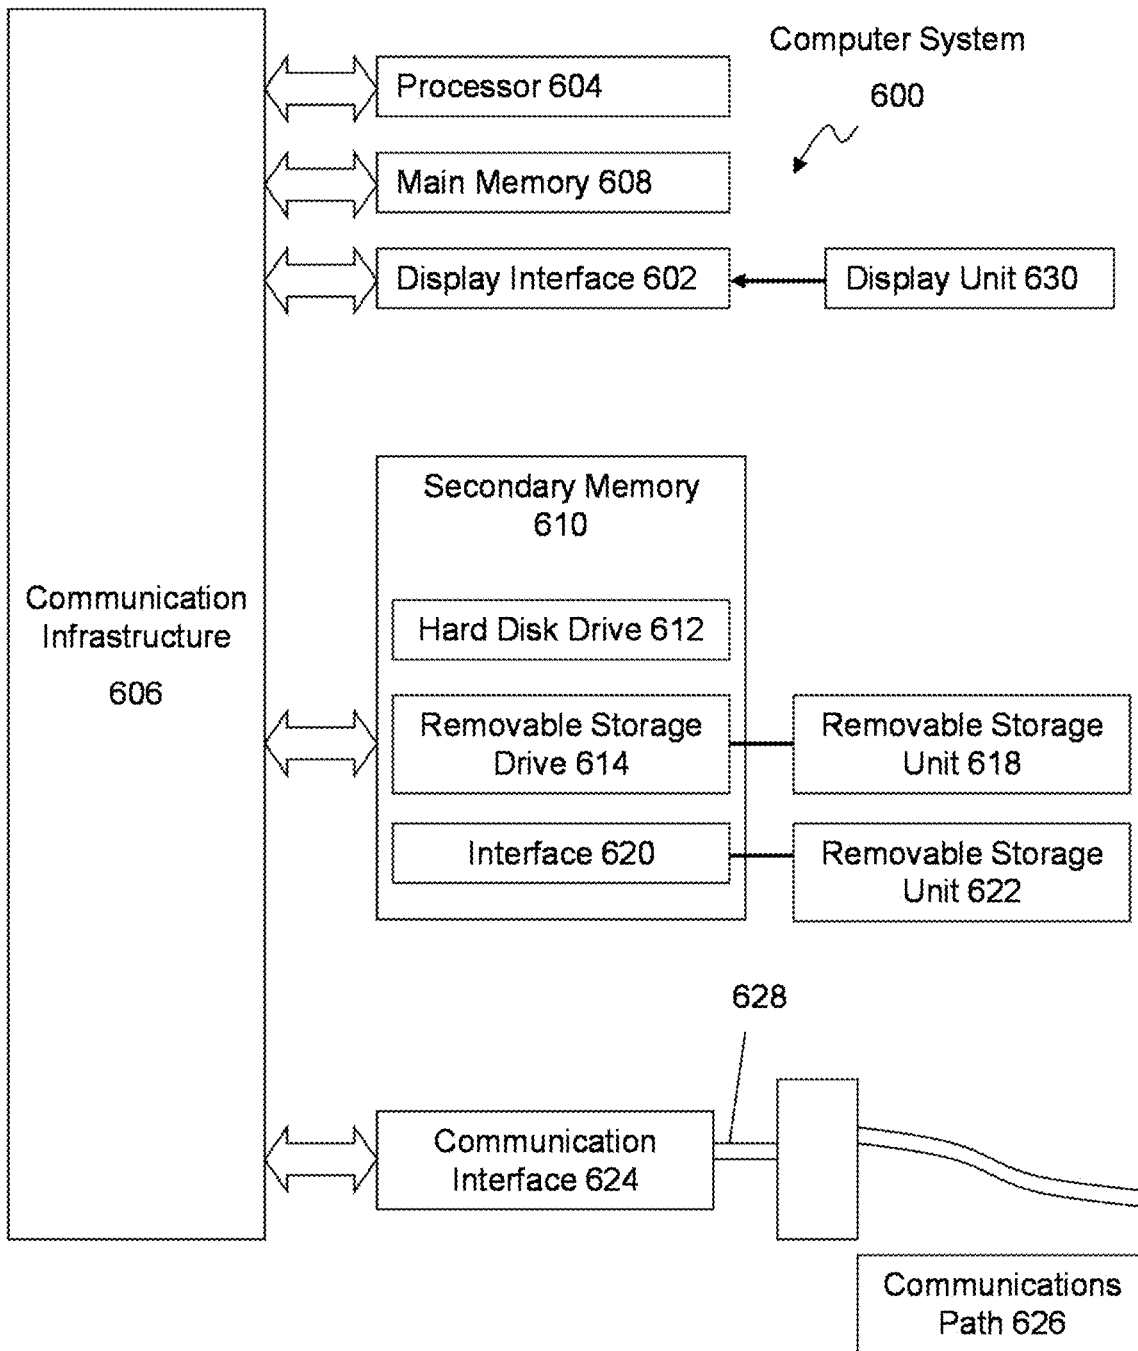 Computer System
600
Processor 604
Main Memory 608
Display Interface 602
Display Unit 630
Secondary Memory
610
Communication
Infrastructure
606
Hard Disk Drive 612
Removable Storage
Drive 614
Removable Storage
Unit 618
Interface 620
Removable Storage
Unit 622
628
Communication
Interface 624
Communications
Path 626